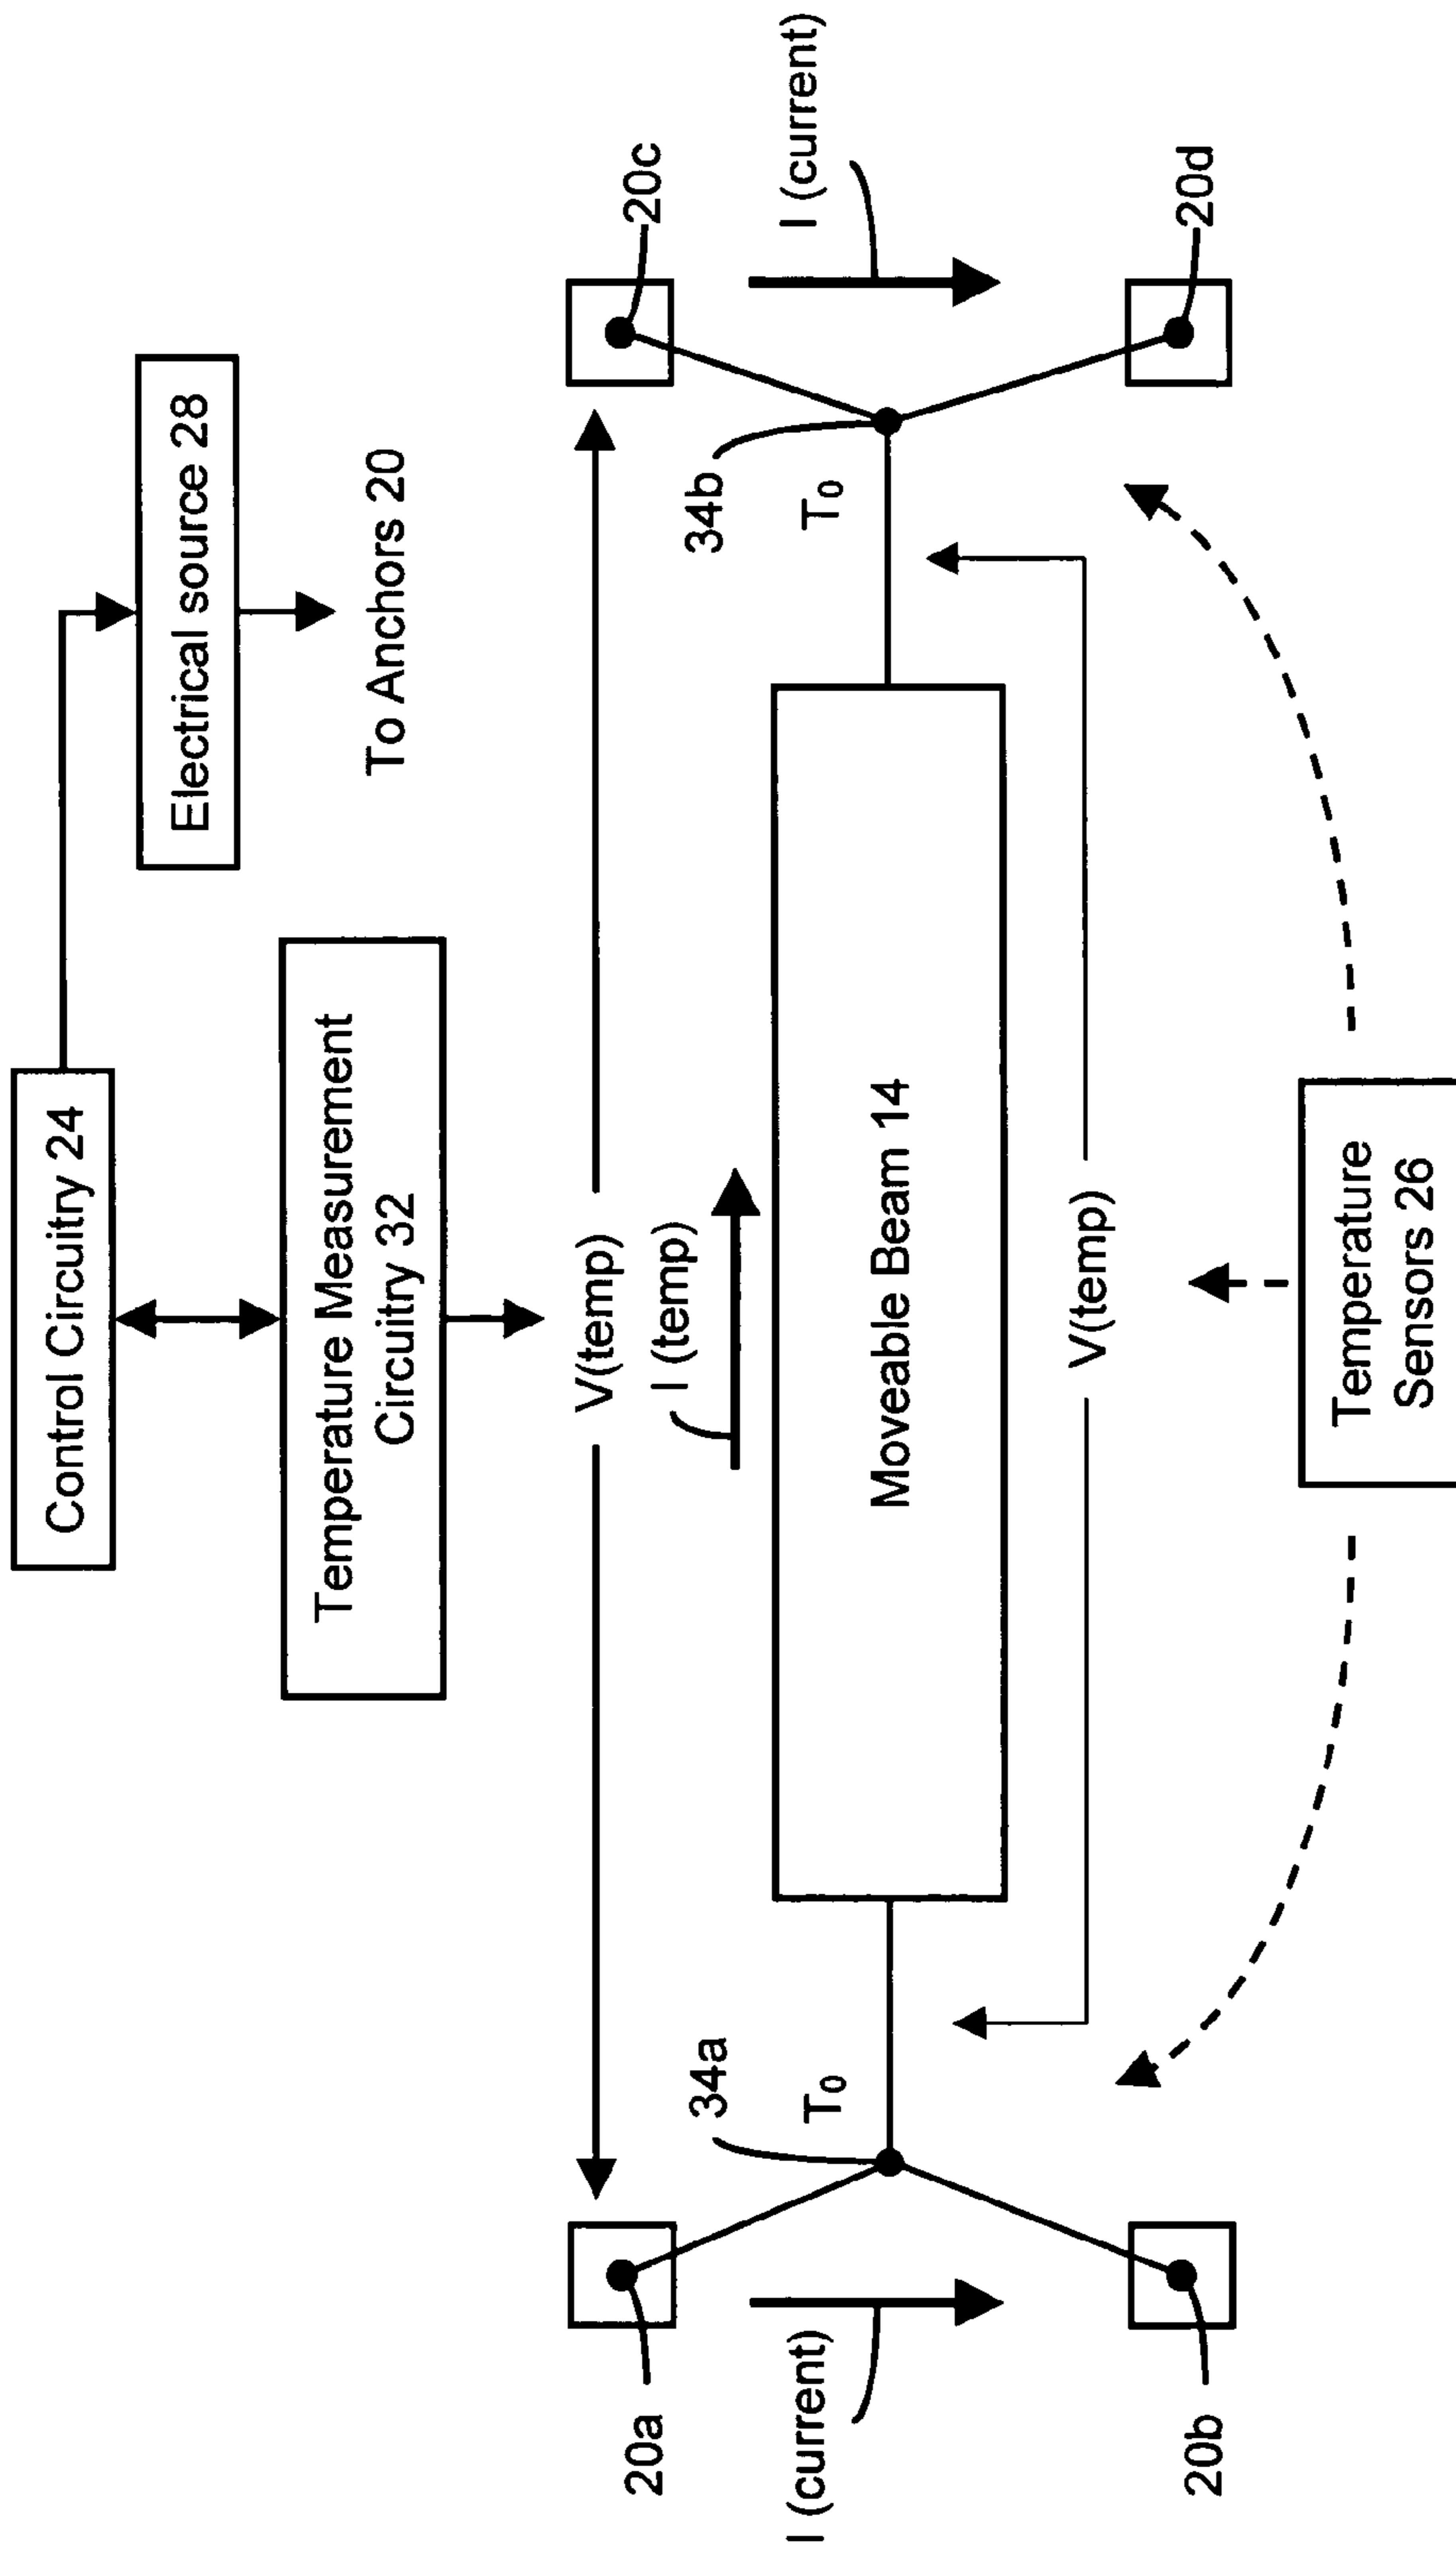 Control Circuitry 24
Electrical source 28
Temperature Measurement
Circuitry 32
To Anchors 20
V(temp)
I (temp)
20a
20c
34a
34b
I (current)
I (current)
T₀
T₀
Moveable Beam 14
V(temp)
20b
20d
Temperature
Sensors 26